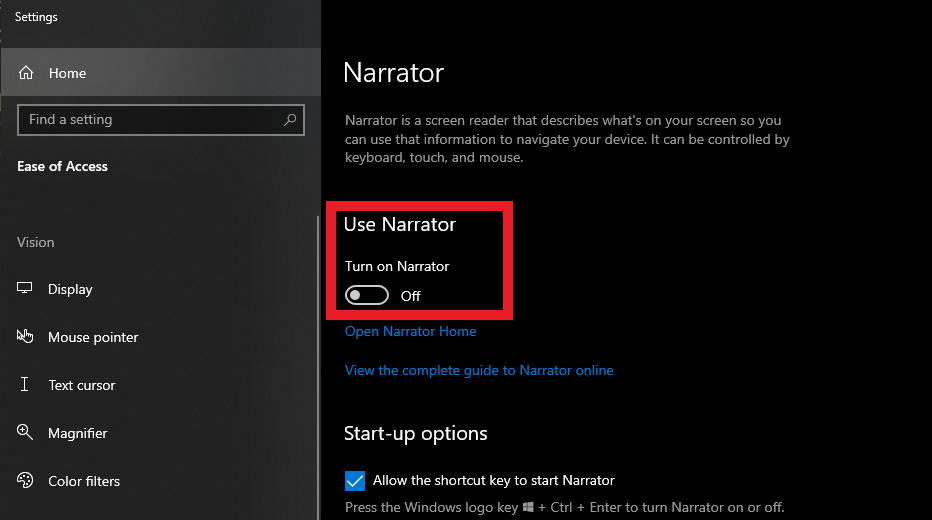 Settings
Home
Find a setting
Ease of Access
Vision
Display
Mouse pointer
Text cursor
Magnifier
Color filters
Narrator
Narrator is a screen reader that describes what's on your screen so you
can use that information to navigate your device. It can be controlled by
keyboard, touch, and mouse.
Use Narrator
Turn on Narrator
Off
Open Narrator Home
View the complete guide to Narrator online
Start-up options
Allow the shortcut key to start Narrator
Press the Windows logo key + Ctrl + Enter to turn Narrator on or off.